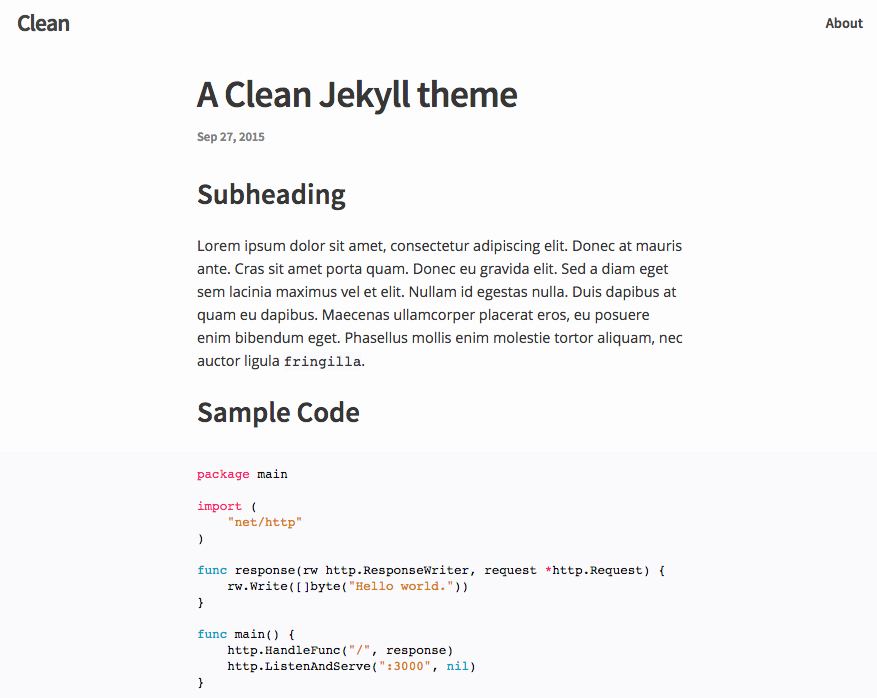 Clean
About
A Clean Jekyll theme
Sep 27, 2015
Subheading
Lorem ipsum dolor sit amet, consectetur adipiscing elit. Donec at mauris
ante. Cras sit amet porta quam. Donec eu gravida elit. Sed a diam eget
sem lacinia maximus vel et elit. Nullam id egestas nulla. Duis dapibus at
quam eu dapibus. Maecenas ullamcorper placerat eros, eu posuere
enim bibendum eget. Phasellus mollis enim molestie tortor aliquam, nec
auctor ligula fringilla.
Sample Code
package main
import (
    "net/http"
)
func response(rw http.ResponseWriter, request *http.Request) {
    rw.Write([]byte("Hello world."))
}
func main() {
    http.HandleFunc("/", response)
    http.ListenAndServe(":3000", nil)
}